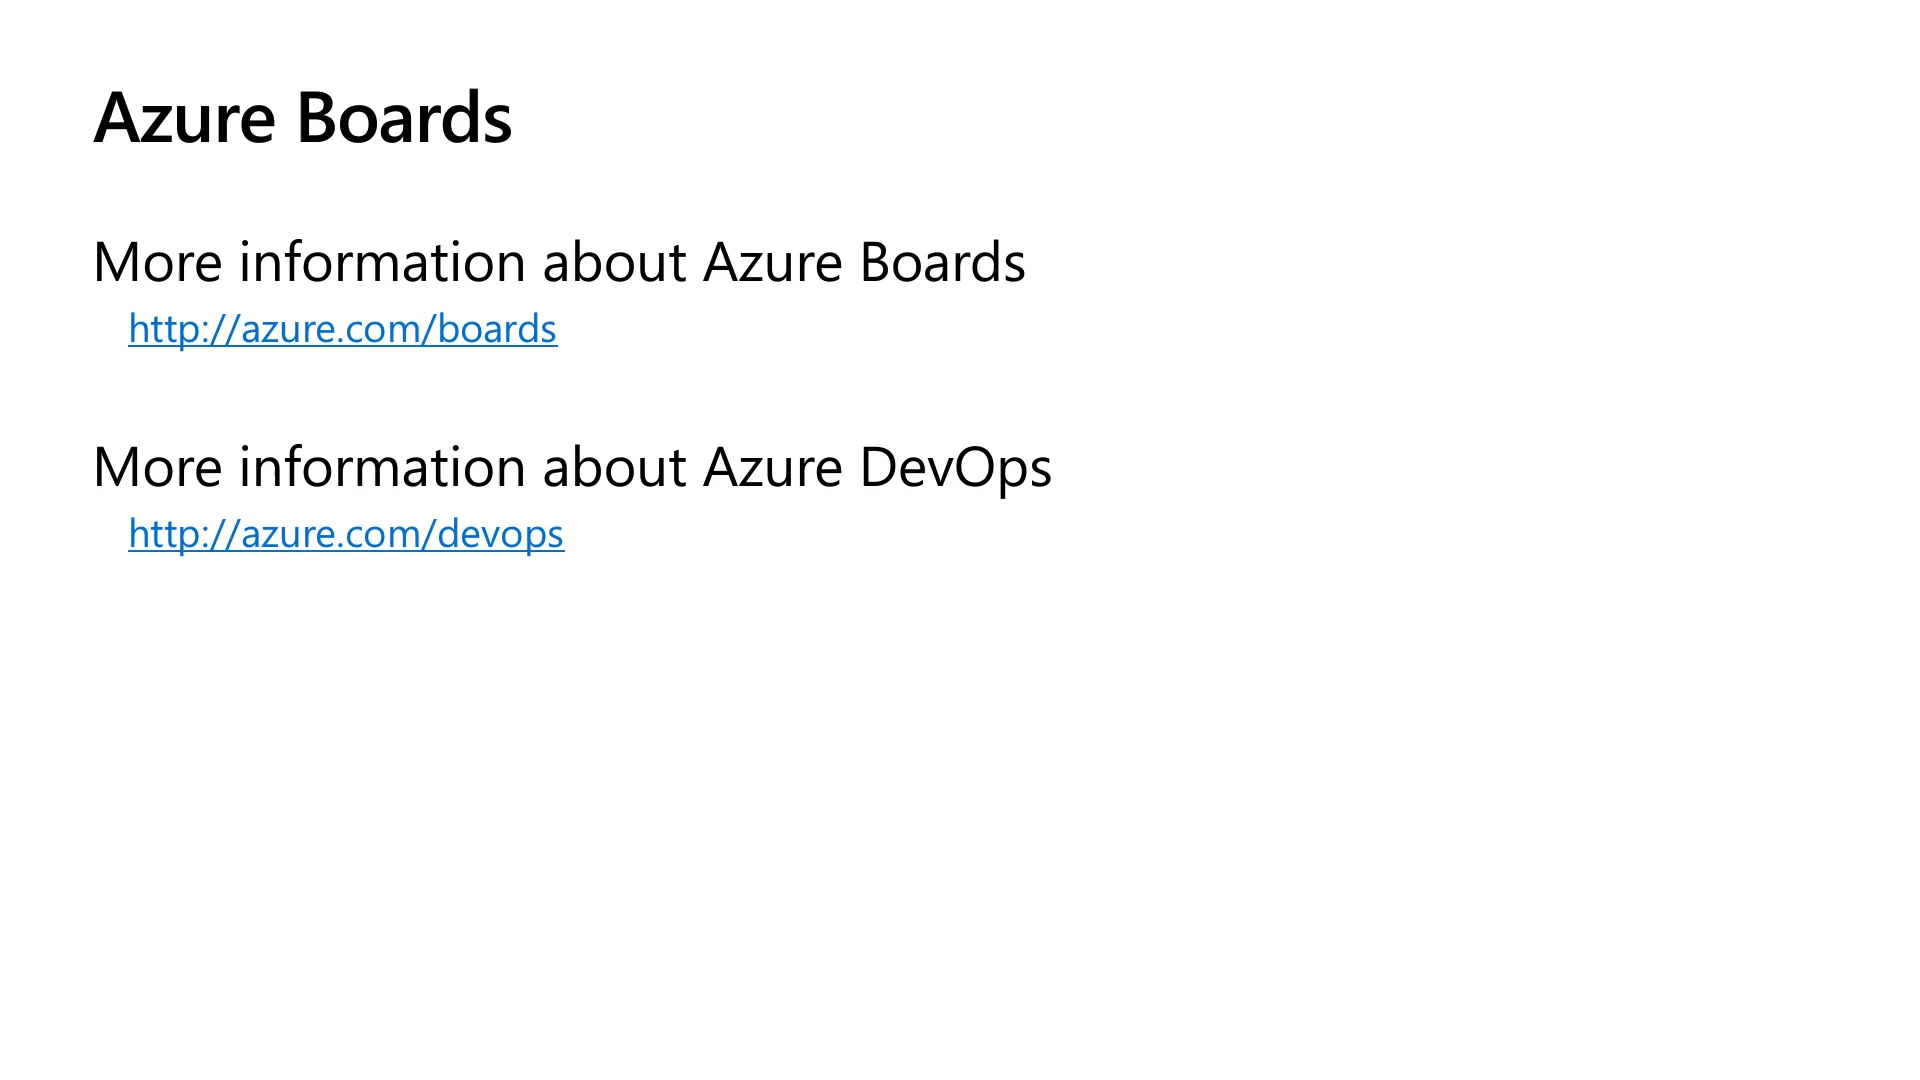 Azure Boards
More information about Azure Boards
http://azure.com/boards
More information about Azure DevOps
http://azure.com/devops